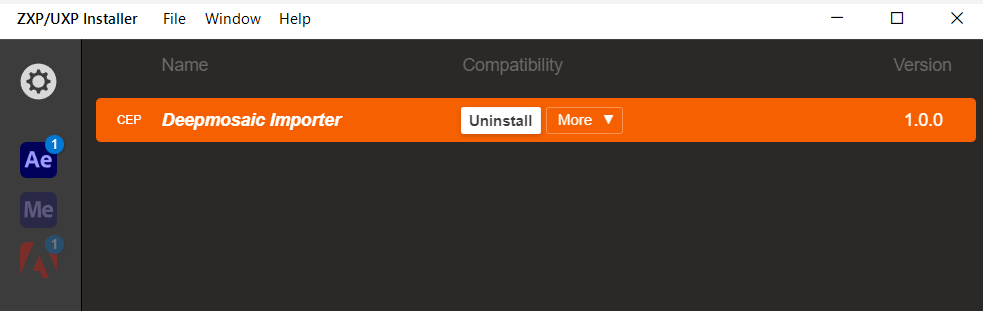 ZXP/UXP Installer File Window Help
Name Compatibility Version
CEP Deepmosaic Importer Uninstall More ▼ 1.0.0
Ae 1
Me
1